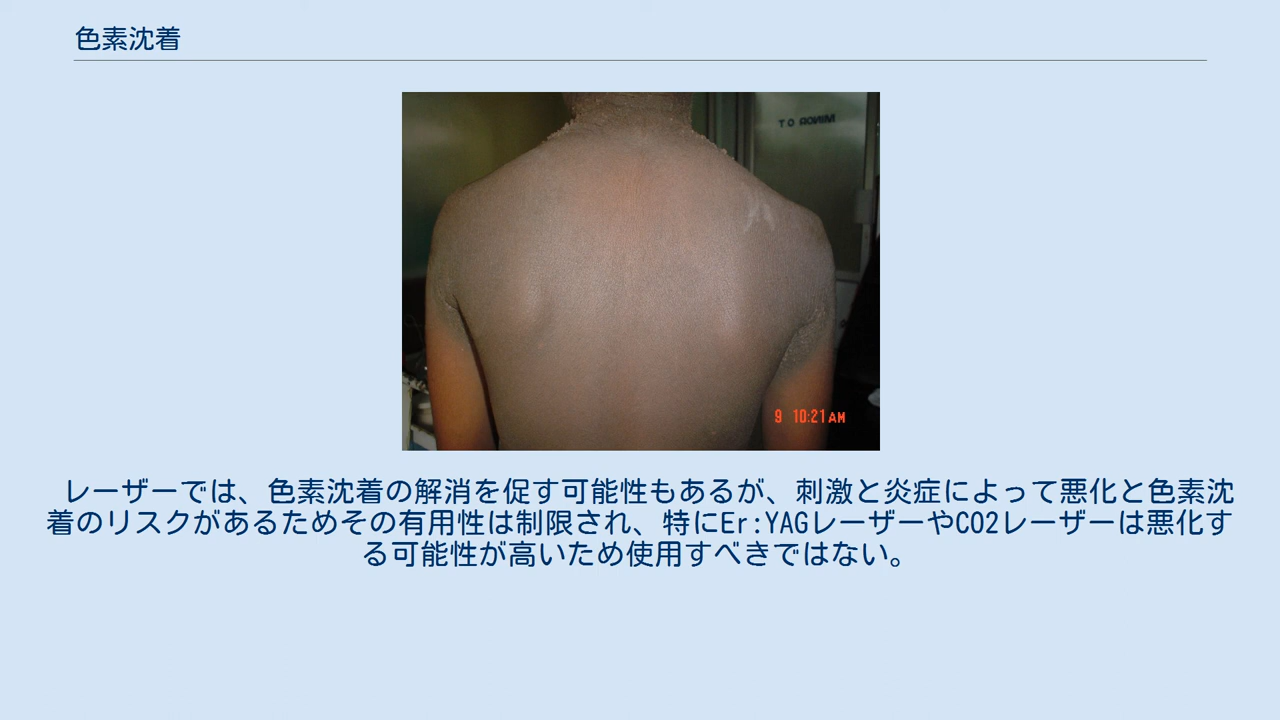 色素沈着
MINOR O.T
9 10:21AM
レーザーでは、色素沈着の解消を促す可能性もあるが、刺激と炎症によって悪化と色素沈
着のリスクがあるためその有用性は制限され、特にEr:YAGレーザーやCO2レーザーは悪化す
る可能性が高いため使用すべきではない。